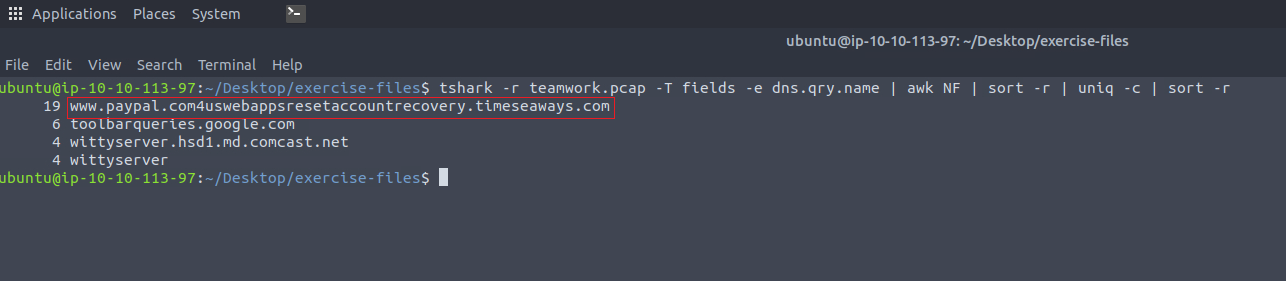 Applications Places System
ubuntu@ip-10-10-113-97: ~/Desktop/exercise-files
File Edit View Search Terminal Help
ubuntu@ip-10-10-113-97:~/Desktop/exercise-files$ tshark -r teamwork.pcap -T fields -e dns.qry.name | awk NF | sort -r | uniq -c | sort -r
19 www.paypal.com4uswebappsresetaccountrecovery.timeseaways.com
6 toolbarqueries.google.com
4 wittyserver.hsd1.md.comcast.net
4 wittyserver
ubuntu@ip-10-10-113-97:~/Desktop/exercise-files$